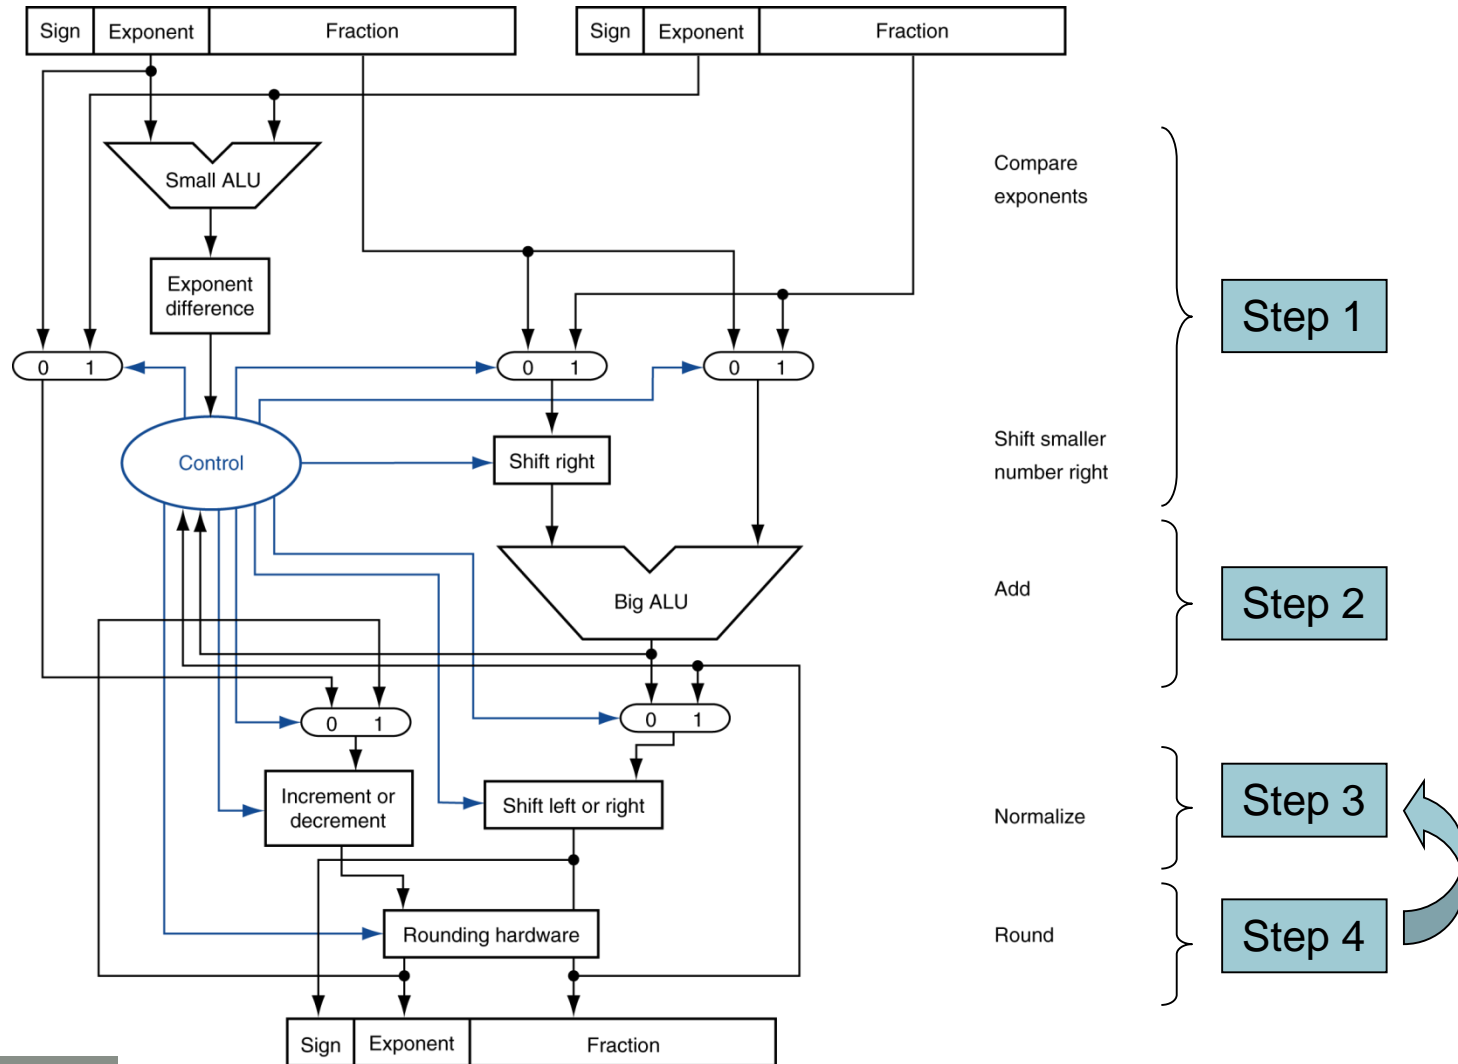 Sign Exponent Fraction
Sign Exponent Fraction
Small ALU
Compare
exponents
Exponent
difference
Step 1
0 1
0 1
0 1
Control
Shift right
Shift smaller
number right
Big ALU
Add
Step 2
0 1
0 1
Increment or
decrement
Shift left or right
Normalize
Step 3
Rounding hardware
Round
Step 4
Sign Exponent Fraction